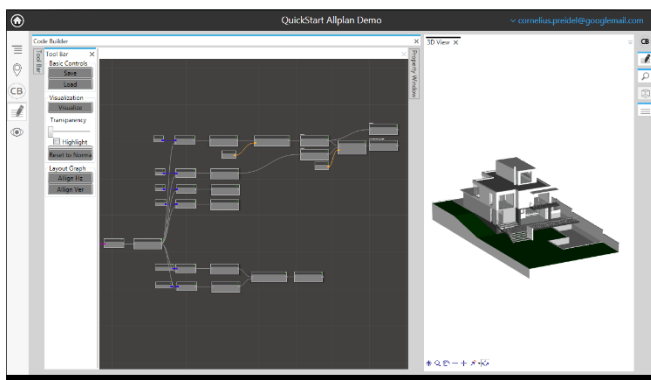 QuickStart Allplan Demo
cornelius.preidel@googlemail.com
Code Builder
Tool Bar
Tool Bar
Basic Controls
Save
Load
Visualization
Visualize
Transparency
Highlight
Reset to Norma
Layout Graph
Allign Hz
Allign Ver
Property Window
3D View
CB
CB